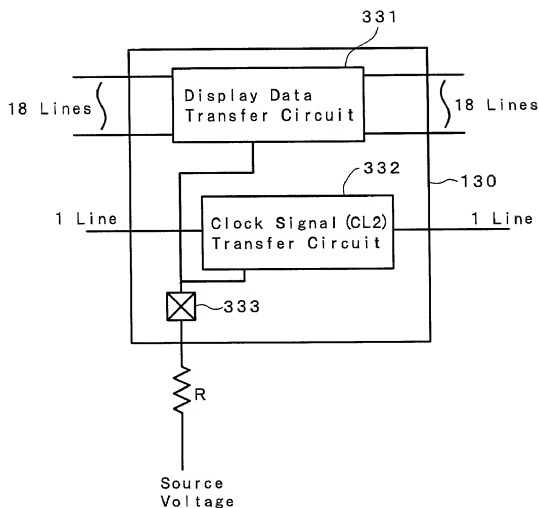 331
18 Lines
Display Data
Transfer Circuit
18 Lines
332
130
1 Line
Clock Signal (CL2)
Transfer Circuit
1 Line
333
R
Source
Voltage